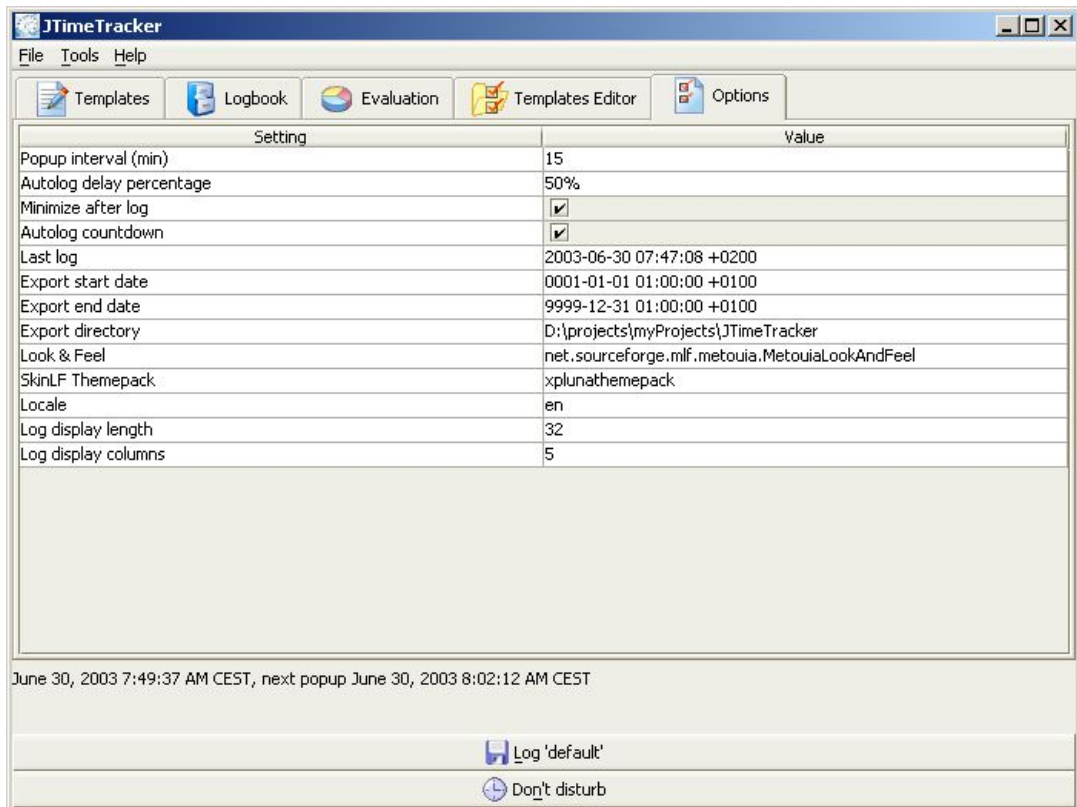 JTimeTracker
File Tools Help
Templates Logbook Evaluation Templates Editor Options
Setting Value
Popup interval (min) 15
Autolog delay percentage 50%
Minimize after log
Autolog countdown
Last log 2003-06-30 07:47:08 +0200
Export start date 0001-01-01 01:00:00 +0100
Export end date 9999-12-31 01:00:00 +0100
Export directory D:\projects\myProjects\JTimeTracker
Look & Feel net.sourceforge.mlf.metouia.MetouiaLookAndFeel
SkinLF Themepack xplunathemepack
Locale en
Log display length 32
Log display columns 5
June 30, 2003 7:49:37 AM CEST, next popup June 30, 2003 8:02:12 AM CEST
Log 'default'
Don't disturb